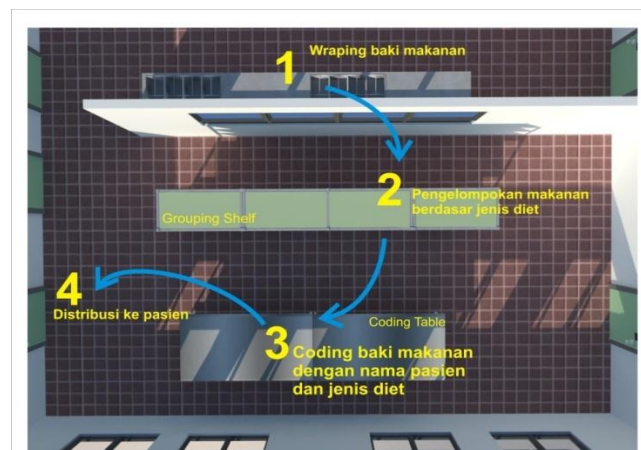 1
Wraping baki makanan
2
Pengelompokan makanan
berdasar jenis diet
Grouping Shelf
4
Distribusi ke pasien
Coding Table
3
Coding baki makanan
dengan nama pasien
dan jenis diet